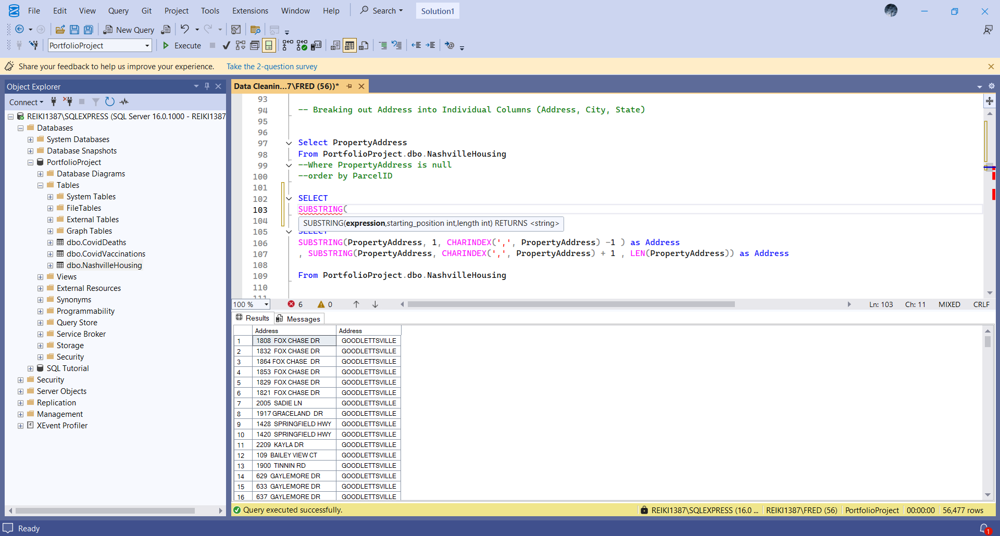 File Edit View Query Git Project Tools Extensions Window Help Search Solution1
New Query
PortfolioProject Execute
Share your feedback to help us improve your experience. Take the 2-question survey
Object Explorer
Connect
REIKI1387\SQLEXPRESS (SQL Server 16.0.1000 - REIKI1387
Databases
System Databases
Database Snapshots
PortfolioProject
Database Diagrams
Tables
System Tables
FileTables
External Tables
Graph Tables
dbo.CovidDeaths
dbo.CovidVaccinations
dbo.NashvilleHousing
Views
External Resources
Synonyms
Programmability
Query Store
Service Broker
Storage
Security
SQL Tutorial
Security
Server Objects
Replication
Management
XEvent Profiler
Data Cleanin...7\FRED (56))*
93
94 -- Breaking out Address into Individual Columns (Address, City, State)
95
96
97 Select PropertyAddress
98 From PortfolioProject.dbo.NashvilleHousing
99 --Where PropertyAddress is null
100 --order by ParcelID
101
102 SELECT
103 SUBSTRING(
104 SUBSTRING(expression,starting_position int,length int) RETURNS <string>
105 SELECT
106 SUBSTRING(PropertyAddress, 1, CHARINDEX(',', PropertyAddress) -1 ) as Address
107 , SUBSTRING(PropertyAddress, CHARINDEX(',', PropertyAddress) + 1 , LEN(PropertyAddress)) as Address
108
109 From PortfolioProject.dbo.NashvilleHousing
110
111
100 % 6 0 Ln: 103 Ch: 11 MIXED CRLF
Results Messages
Address Address
1 1808 FOX CHASE DR GOODLETTSVILLE
2 1832 FOX CHASE DR GOODLETTSVILLE
3 1864 FOX CHASE DR GOODLETTSVILLE
4 1853 FOX CHASE DR GOODLETTSVILLE
5 1829 FOX CHASE DR GOODLETTSVILLE
6 1821 FOX CHASE DR GOODLETTSVILLE
7 2005 SADIE LN GOODLETTSVILLE
8 1917 GRACELAND DR GOODLETTSVILLE
9 1428 SPRINGFIELD HWY GOODLETTSVILLE
10 1420 SPRINGFIELD HWY GOODLETTSVILLE
11 2209 KAYLA DR GOODLETTSVILLE
12 109 BAILEY VIEW CT GOODLETTSVILLE
13 1900 TINNIN RD GOODLETTSVILLE
14 629 GAYLEMORE DR GOODLETTSVILLE
15 633 GAYLEMORE DR GOODLETTSVILLE
16 637 GAYLEMORE DR GOODLETTSVILLE
Query executed successfully. REIKI1387\SQLEXPRESS (16.0 ... REIKI1387\FRED (56) PortfolioProject 00:00:00 56,477 rows
Ready 1